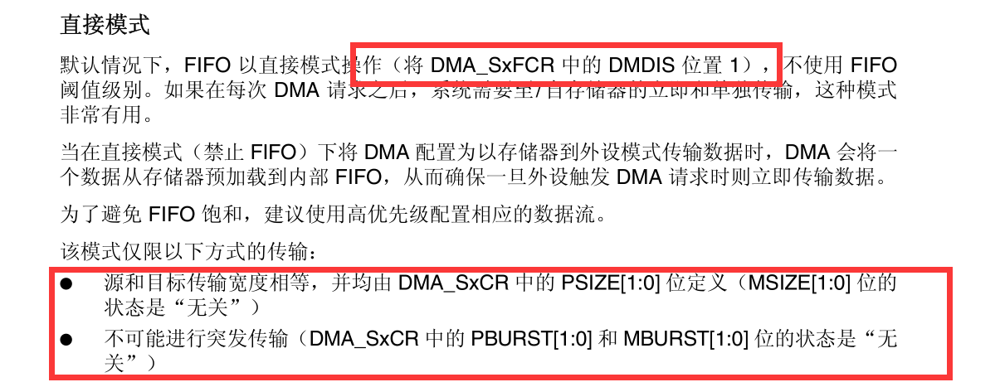 直接模式
默认情况下，FIFO 以直接模式操作（将 DMA_SxFCR 中的 DMDIS 位置 1），不使用 FIFO
阈值级别。如果在每次 DMA 请求之后，系统需要至/自存储器的立即和单独传输，这种模式
非常有用。
当在直接模式（禁止 FIFO）下将 DMA 配置为以存储器到外设模式传输数据时，DMA 会将一
个数据从存储器预加载到内部 FIFO，从而确保一旦外设触发 DMA 请求时则立即传输数据。
为了避免 FIFO 饱和，建议使用高优先级配置相应的数据流。
该模式仅限以下方式的传输：
● 源和目标传输宽度相等，并均由 DMA_SxCR 中的 PSIZE[1:0] 位定义（MSIZE[1:0] 位的
状态是“无关”）
● 不可能进行突发传输（DMA_SxCR 中的 PBURST[1:0] 和 MBURST[1:0] 位的状态是“无
关”）